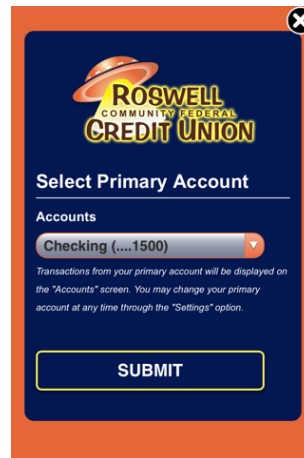 ROSWELL
COMMUNITY FEDERAL
CREDIT UNION
Select Primary Account
Accounts
Checking (....1500)
Transactions from your primary account will be displayed on
the "Accounts" screen. You may change your primary
account at any time through the "Settings" option.
SUBMIT